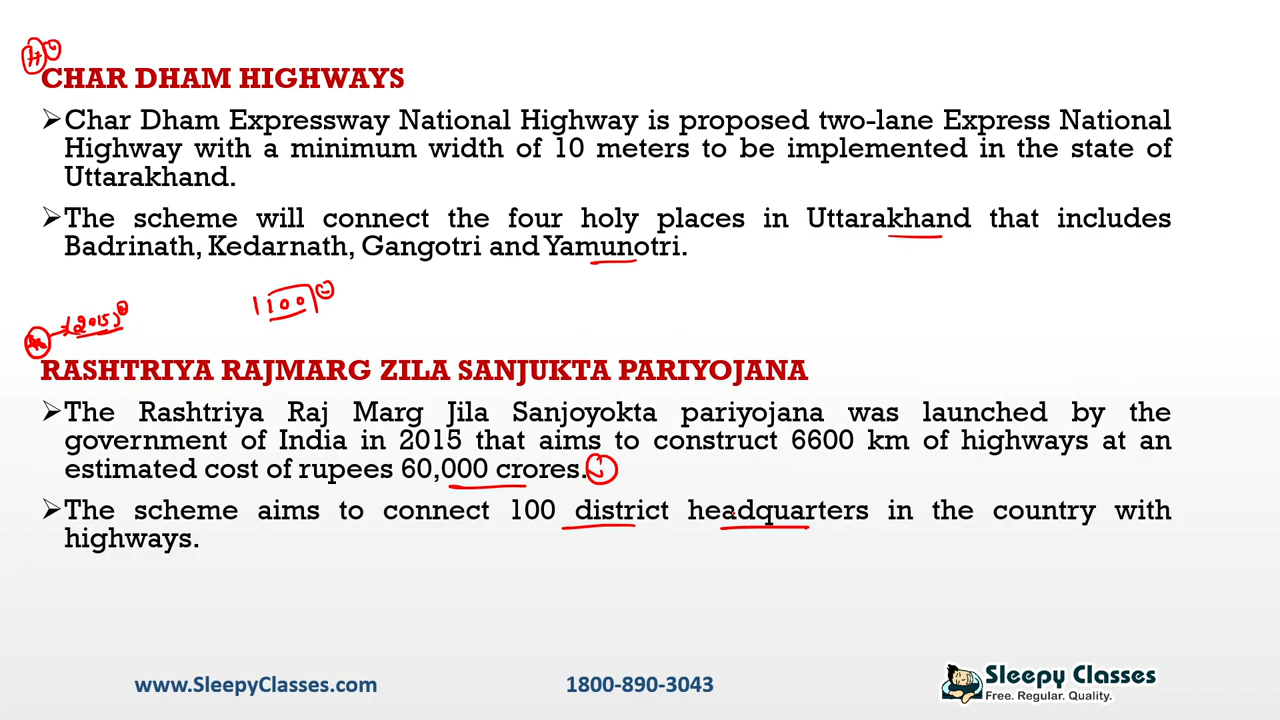 CHAR DHAM HIGHWAYS
➢Char Dham Expressway National Highway is proposed two-lane Express National
Highway with a minimum width of 10 meters to be implemented in the state of
Uttarakhand.
➢The scheme will connect the four holy places in Uttarakhand that includes
Badrinath, Kedarnath, Gangotri and Yamunotri.
1100
(2015)
RASHTRIYA RAJMARG ZILA SANJUKTA PARIYOJANA
➢The Rashtriya Raj Marg Jila Sanjoyokta pariyojana was launched by the
government of India in 2015 that aims to construct 6600 km of highways at an
estimated cost of rupees 60,000 crores.
➢The scheme aims to connect 100 district headquarters in the country with
highways.
www.SleepyClasses.com 1800-890-3043 Sleepy Classes
Free. Regular. Quality.